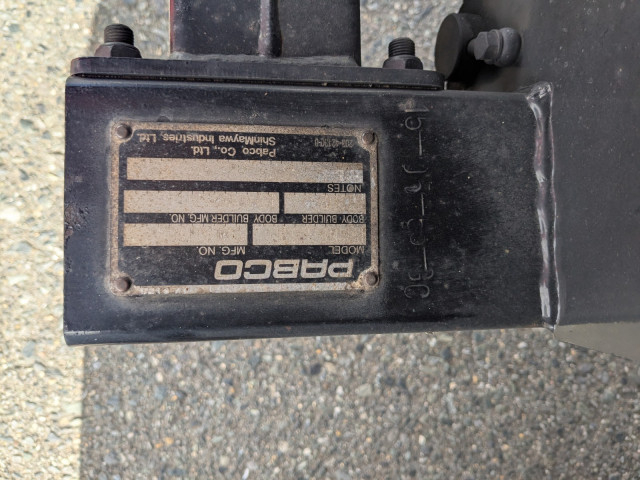 PABCO
MODEL MFG. NO.
BODY BUILDER BODY BUILDER MFG NO.
NOTES
Pabco Co., Ltd.
ShinMaywa Industries, Ltd.